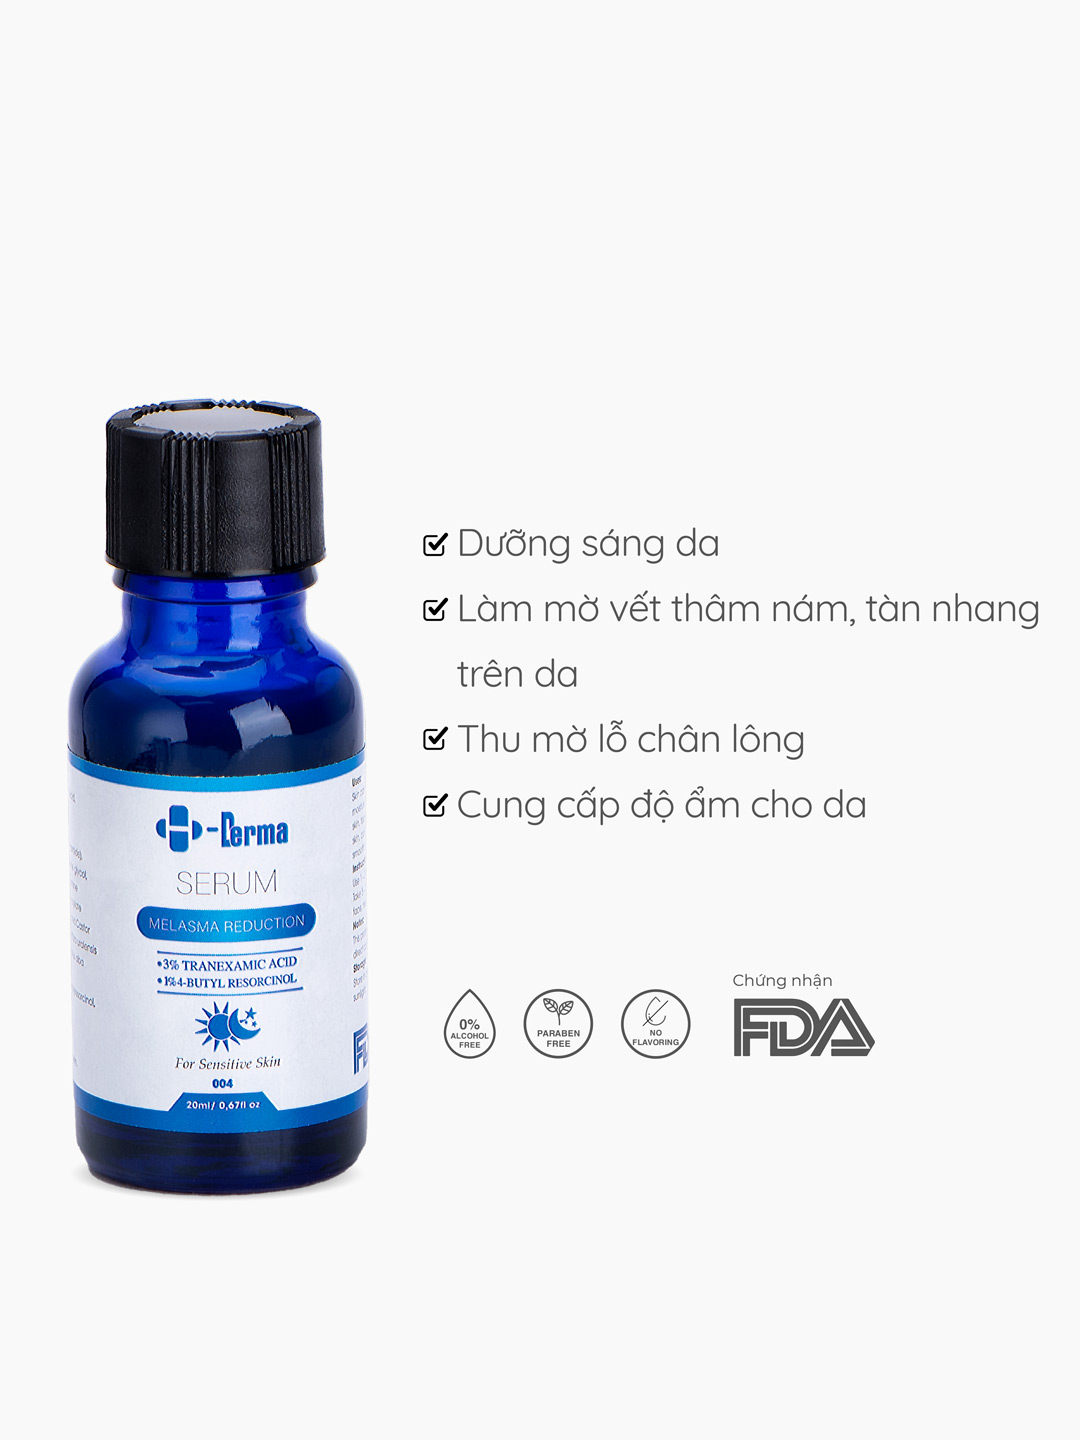 Dưỡng sáng da
Làm mờ vết thâm nám, tàn nhang
trên da
Thu mờ lỗ chân lông
Cung cấp độ ẩm cho da
-Derma
SERUM
MELASMA REDUCTION
•3% TRANEXAMIC ACID
•1%4-BUTYL RESORCINOL
For Sensitive Skin
004
20ml/ 0,67fl oz
0%
ALCOHOL
FREE
PARABEN
FREE
NO
FLAVORING
Chứng nhận
FDA